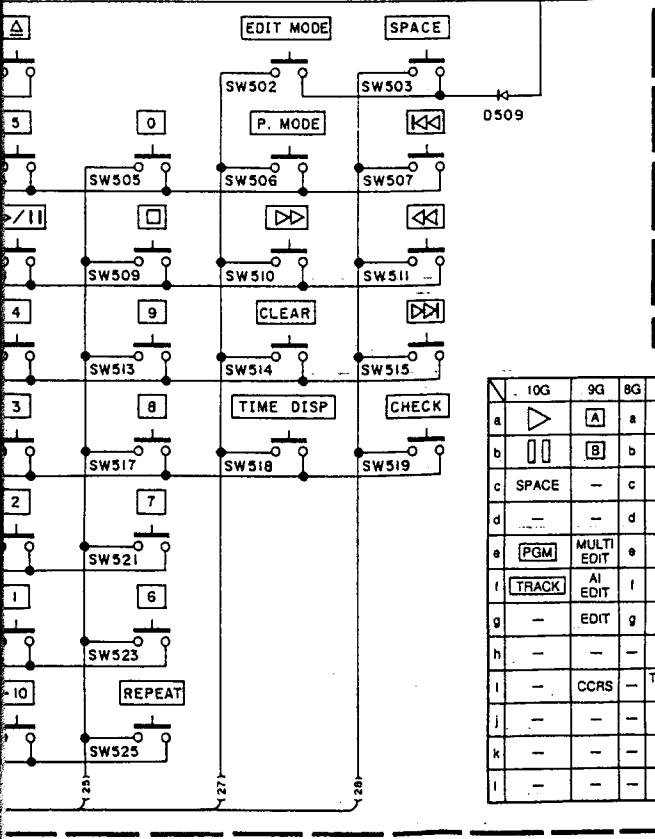 EDIT MODE SPACE
SW502 SW503
D509
5 0 P. MODE
SW505 SW506 SW507
SW509 SW510 SW511
4 9 CLEAR
SW513 SW514 SW515
3 8 TIME DISP CHECK
SW517 SW518 SW519
2 7
SW521
1 6
SW523
-10 REPEAT
SW525
25 27 28
10G 9G 8G
a A a
b B b
c SPACE – c
d – – d
e PGM MULTI EDIT e
f TRACK AI EDIT f
g – EDIT g
h – – –
i – CCRS – T
j – – –
k – – –
l – – –